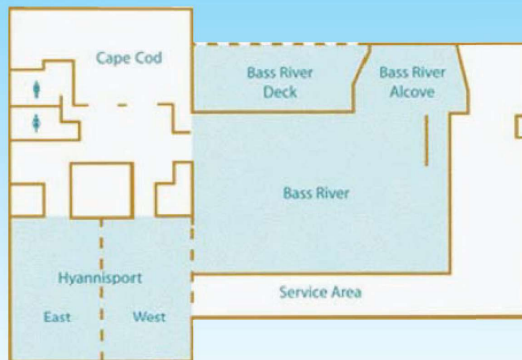 Cape Cod
Bass River
Deck
Bass River
Alcove
Bass River
Hyannisport
East
West
Service Area